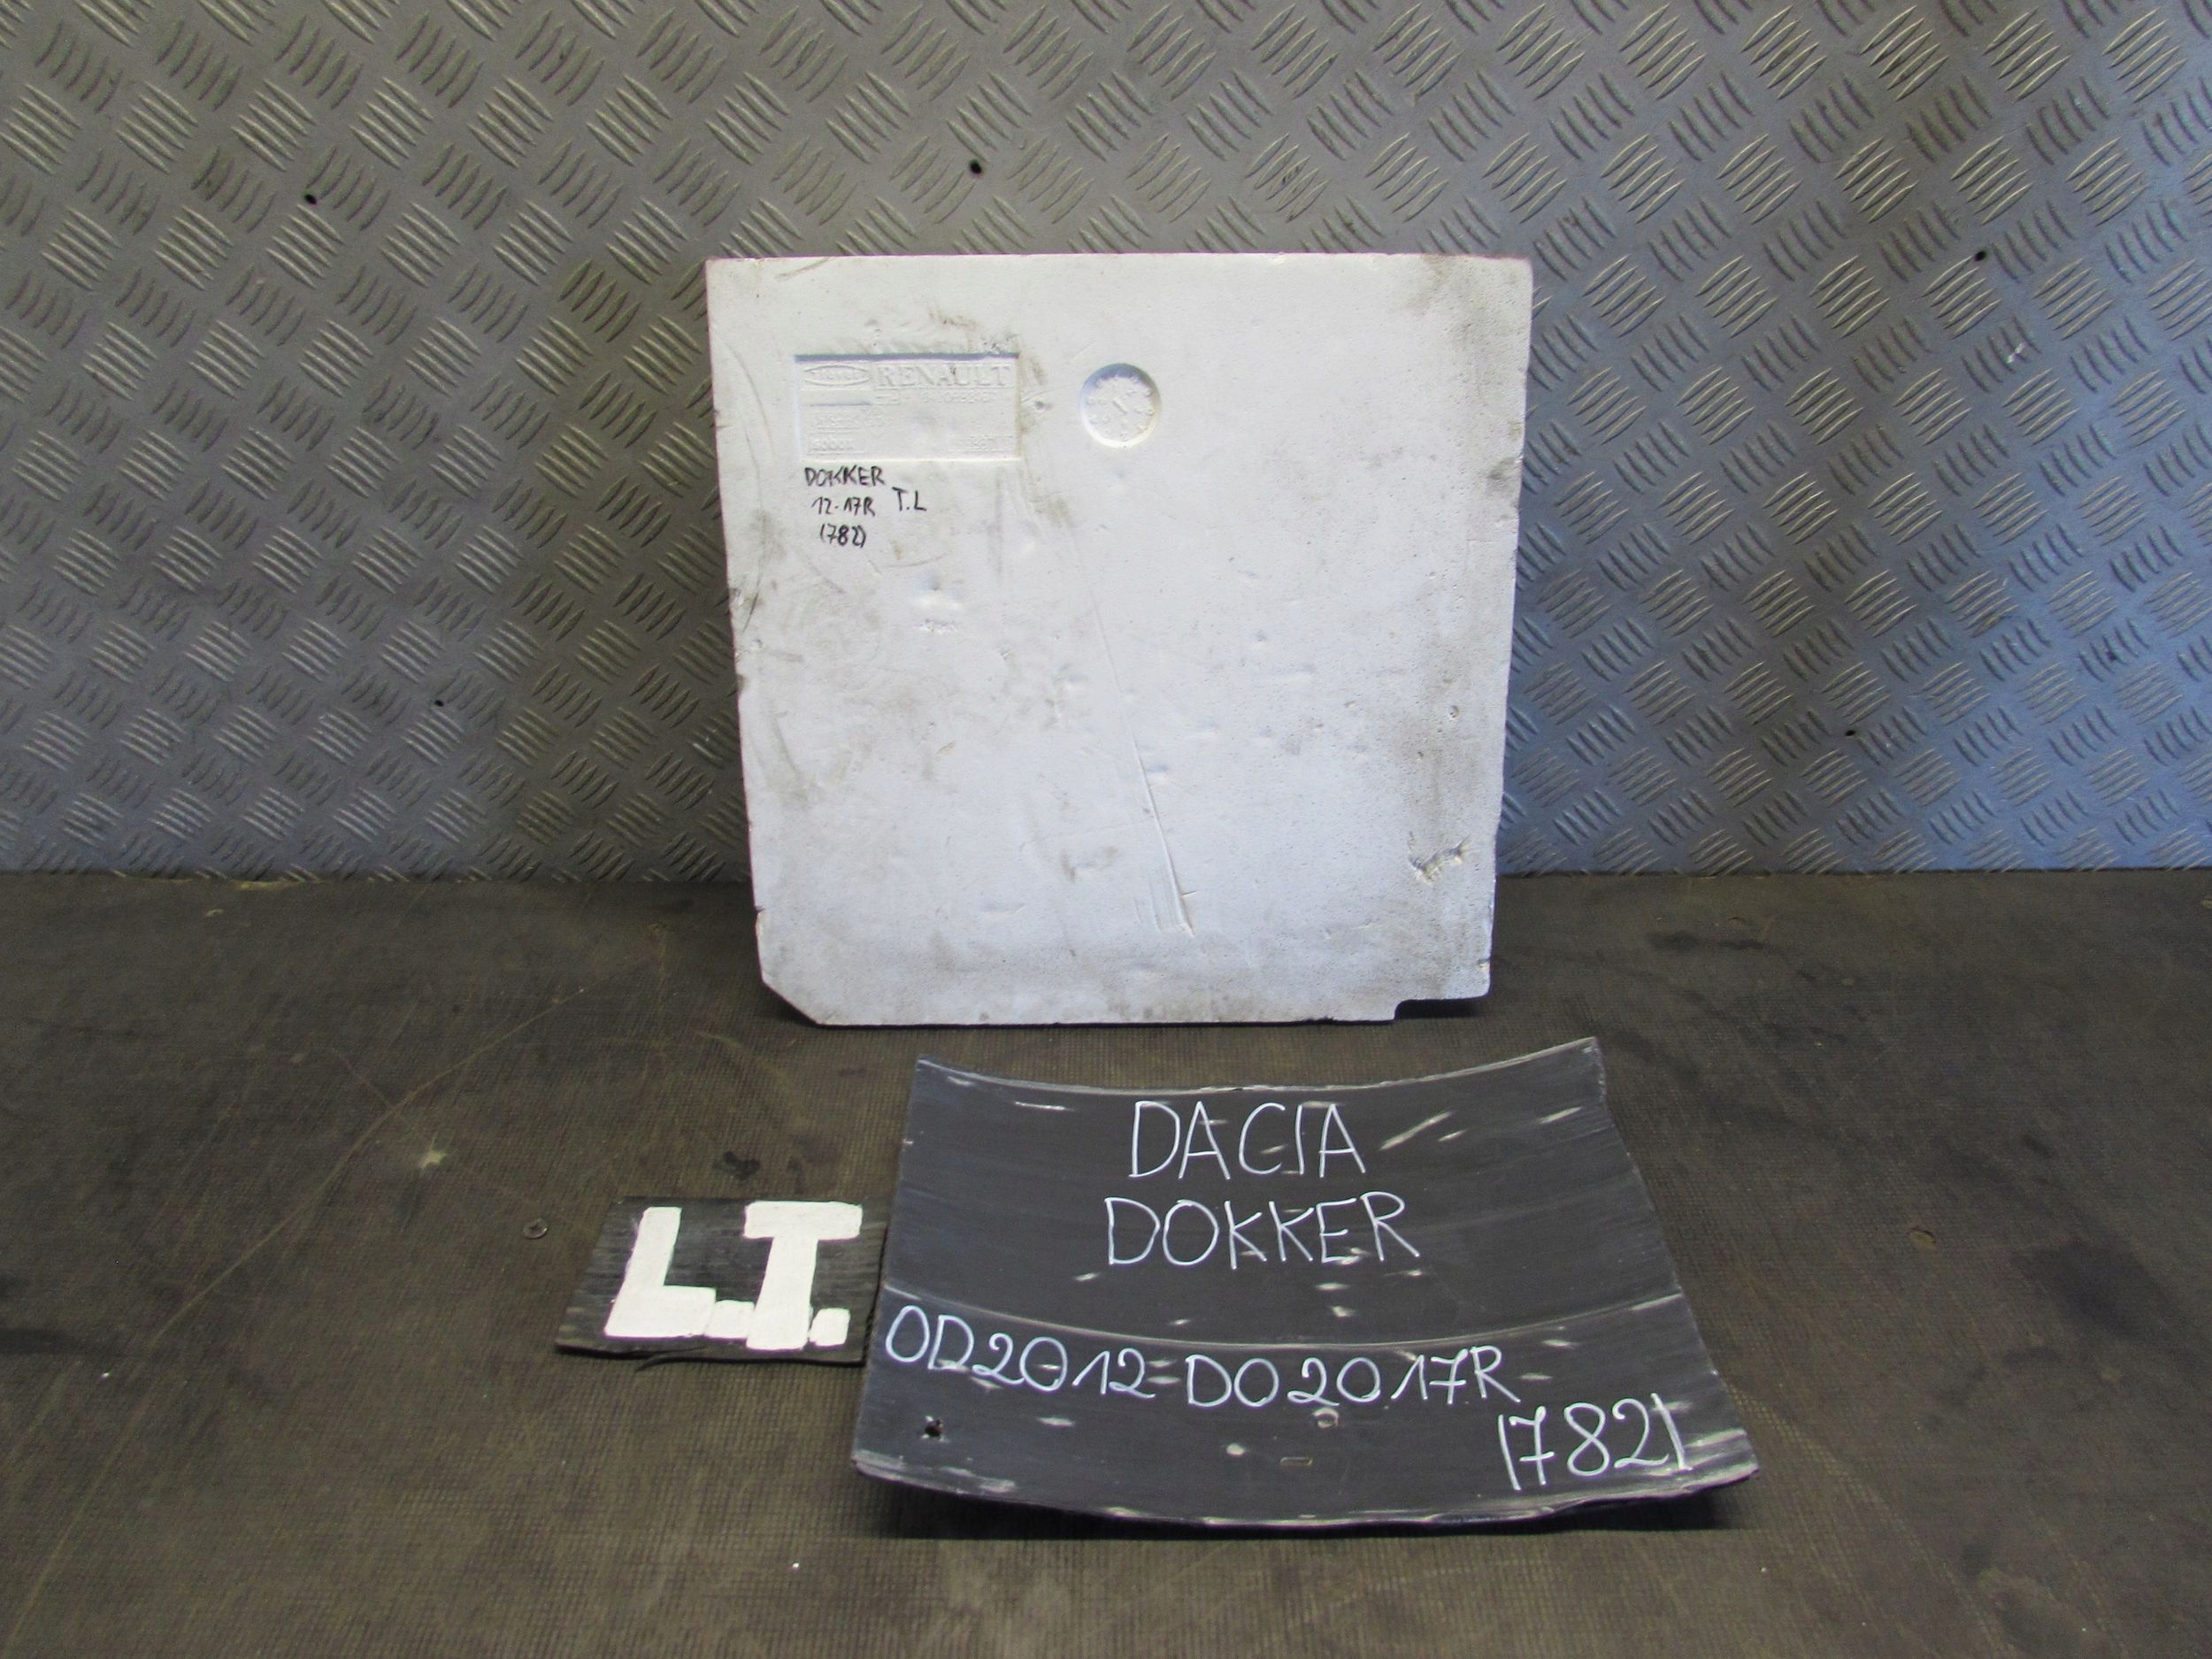 RENAULT
DOKKER
12-17R T.L
(782)
DACIA
DOKKER
L.T.
OD2012-DO2017R
(782)